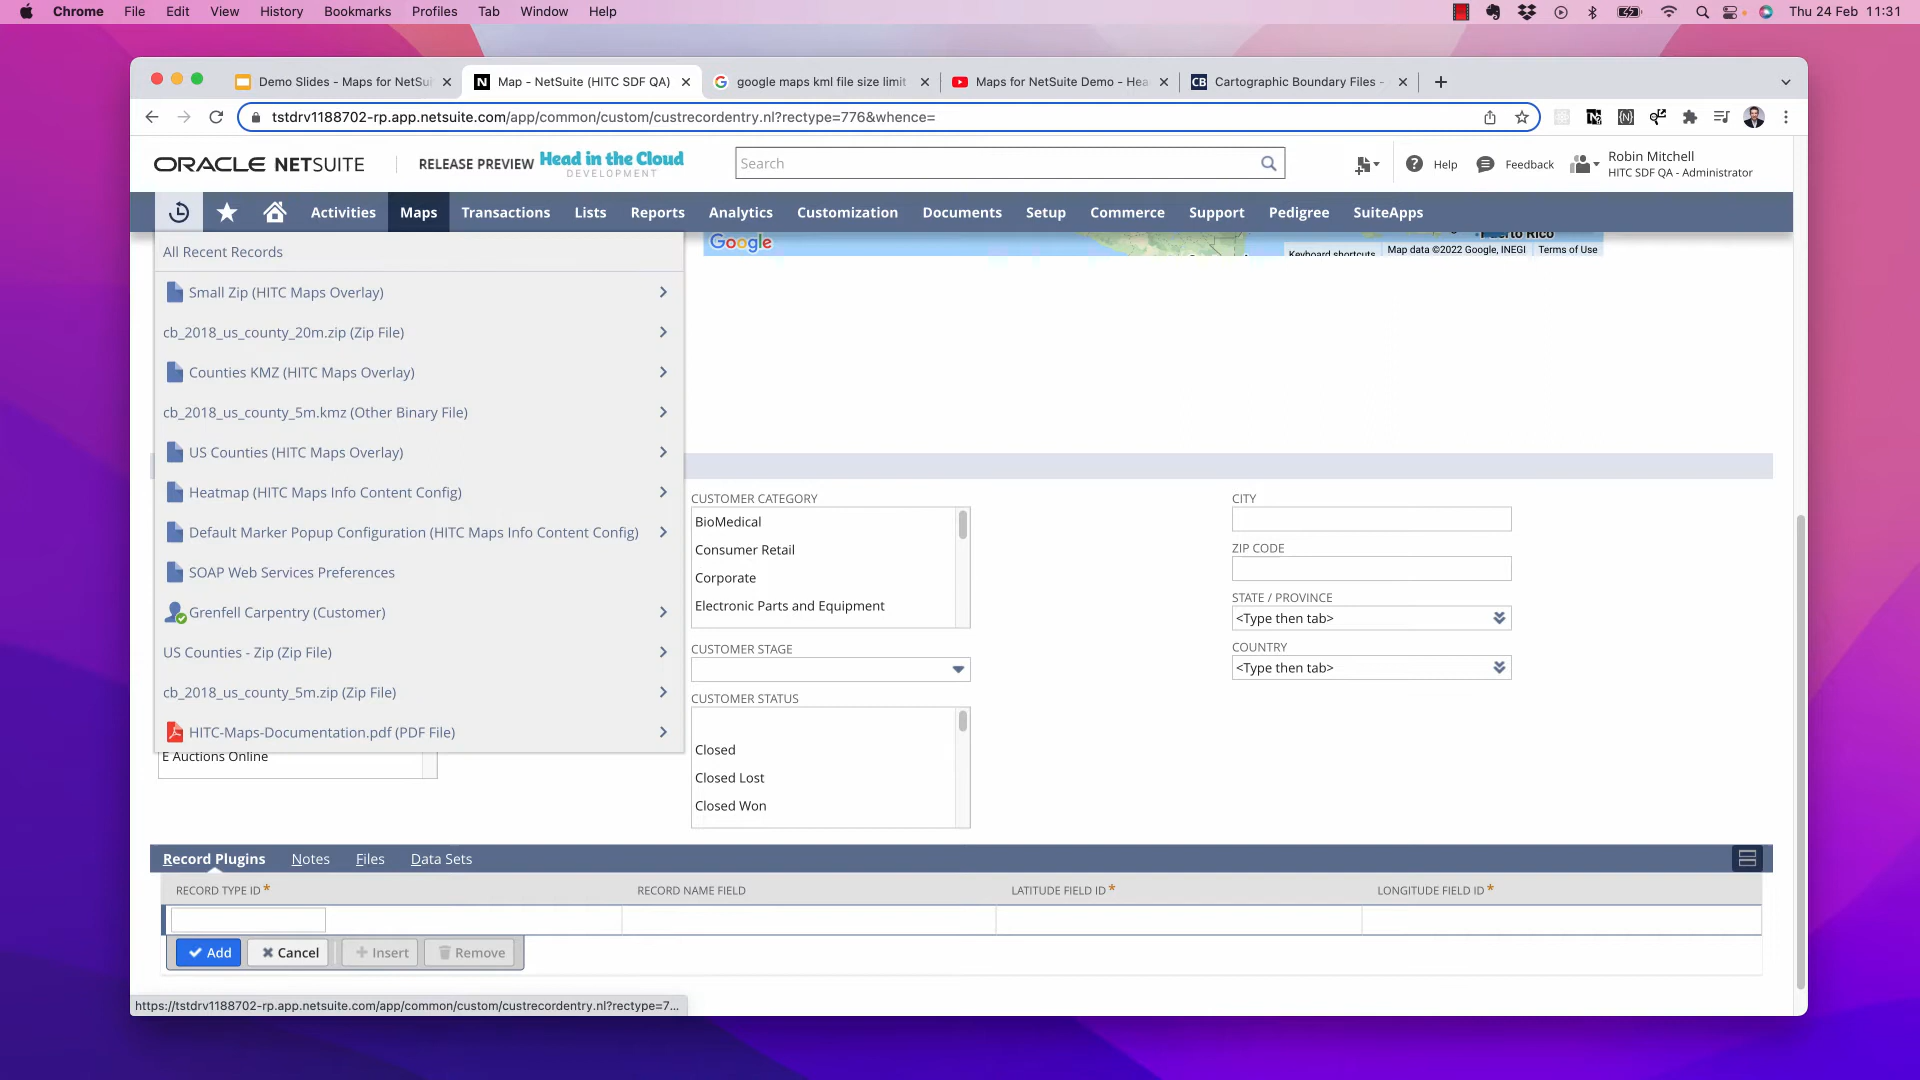 Chrome File Edit View History Bookmarks Profiles Tab Window Help Thu 24 Feb 11:31
Demo Slides - Maps for NetSui Map - NetSuite (HITC SDF QA) google maps kml file size limit Maps for NetSuite Demo - Hea Cartographic Boundary Files -
tstdrv1188702-rp.app.netsuite.com/app/common/custom/custrecordentry.nl?rectype=776&whence=
ORACLE NETSUITE RELEASE PREVIEW Head in the Cloud
DEVELOPMENT
Search
Help Feedback Robin Mitchell
HITC SDF QA - Administrator
Activities Maps Transactions Lists Reports Analytics Customization Documents Setup Commerce Support Pedigree SuiteApps
Google Puerto Rico
Keyboard shortcuts Map data ©2022 Google, INEGI Terms of Use
All Recent Records
Small Zip (HITC Maps Overlay)
cb_2018_us_county_20m.zip (Zip File)
Counties KMZ (HITC Maps Overlay)
cb_2018_us_county_5m.kmz (Other Binary File)
US Counties (HITC Maps Overlay)
Heatmap (HITC Maps Info Content Config)
Default Marker Popup Configuration (HITC Maps Info Content Config)
SOAP Web Services Preferences
Grenfell Carpentry (Customer)
US Counties - Zip (Zip File)
cb_2018_us_county_5m.zip (Zip File)
HITC-Maps-Documentation.pdf (PDF File)
E Auctions Online
CUSTOMER CATEGORY
BioMedical
Consumer Retail
Corporate
Electronic Parts and Equipment
CUSTOMER STAGE
CUSTOMER STATUS
Closed
Closed Lost
Closed Won
CITY
ZIP CODE
STATE / PROVINCE
<Type then tab>
COUNTRY
<Type then tab>
Record Plugins Notes Files Data Sets
RECORD TYPE ID * RECORD NAME FIELD LATITUDE FIELD ID * LONGITUDE FIELD ID *
Add Cancel Insert Remove
https://tstdrv1188702-rp.app.netsuite.com/app/common/custom/custrecordentry.nl?rectype=7...